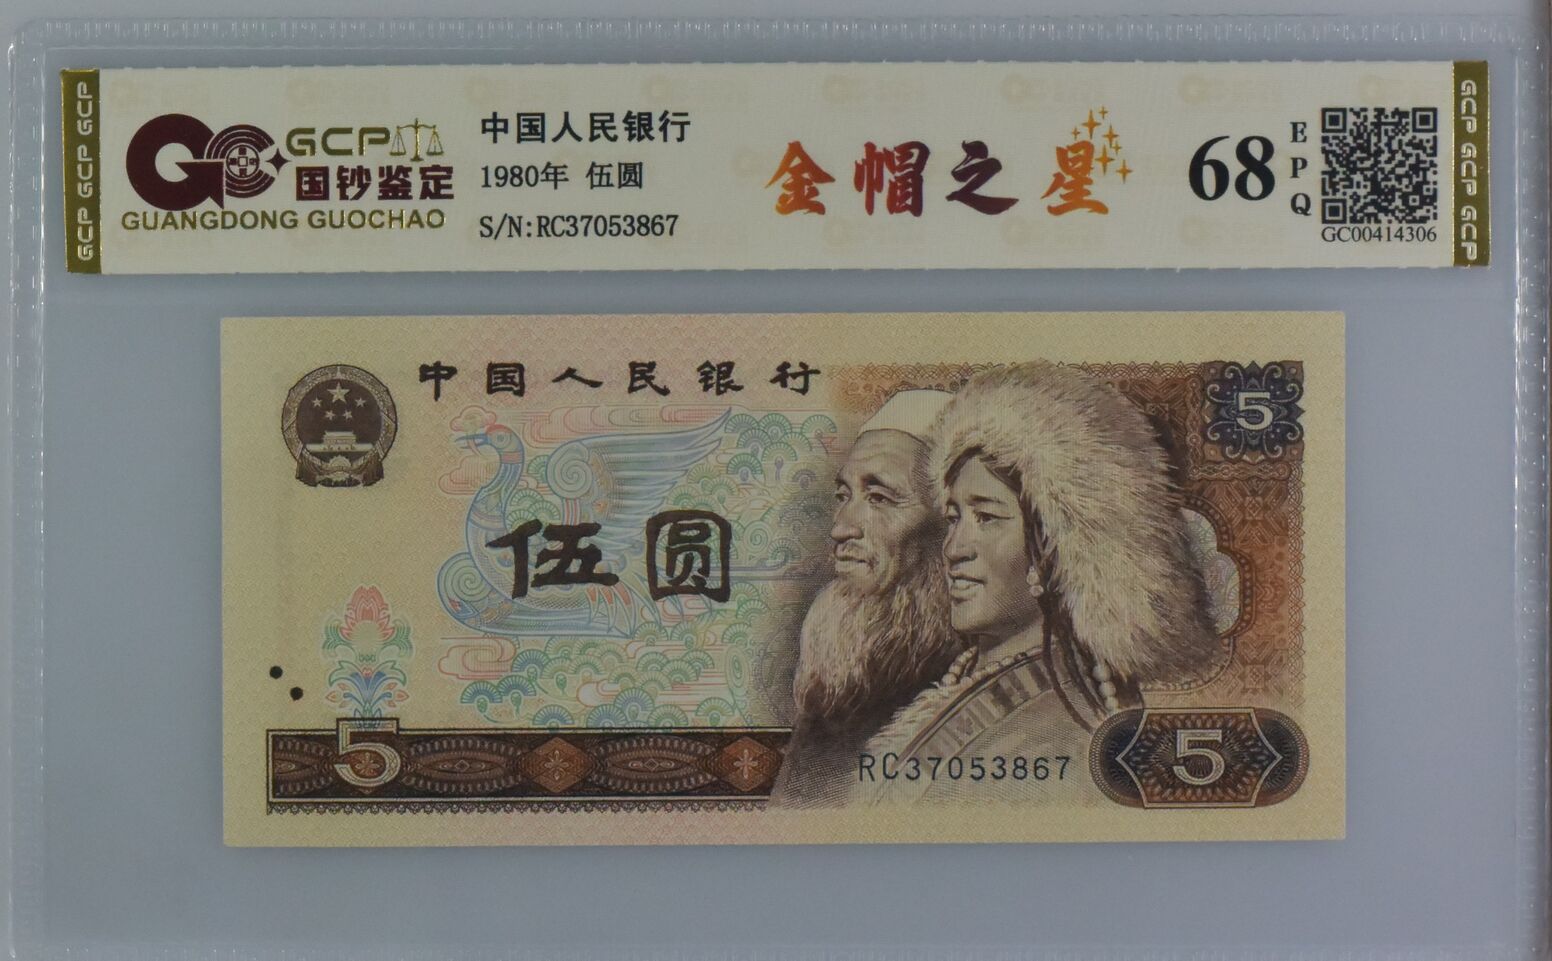 GCP GCP GCP
GCP
国钞鉴定
GUANGDONG GUOCHAO
中国人民银行
1980年 伍圆
S/N:RC37053867
金帽之星
68
EPQ
GC00414306
GCP GCP GCP
中国人民银行
5
伍圆
5
RC37053867
5